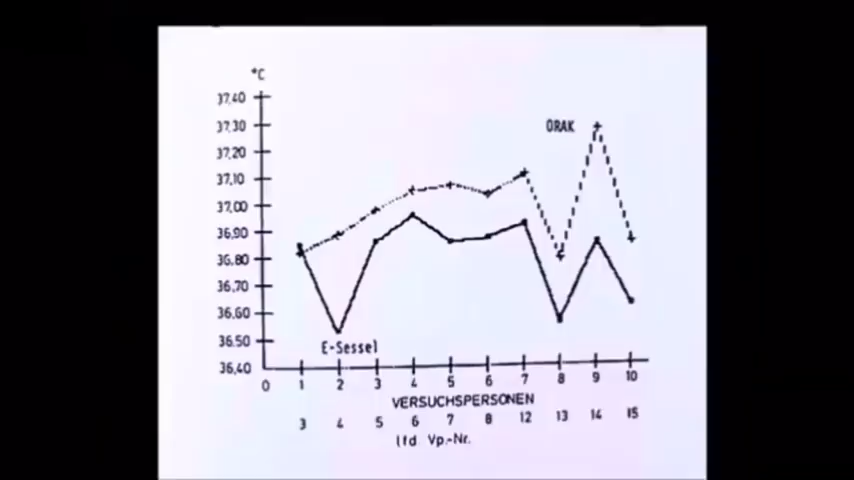 °C
37,40
37,30
ORAK
37,20
37,10
37,00
36,90
36,80
36,70
36,60
36,50
E-Sessel
36,40
0 1 2 3 4 5 6 7 8 9 10
VERSUCHSPERSONEN
3 4 5 6 7 8 12 13 14 15
lfd Vp.-Nr.